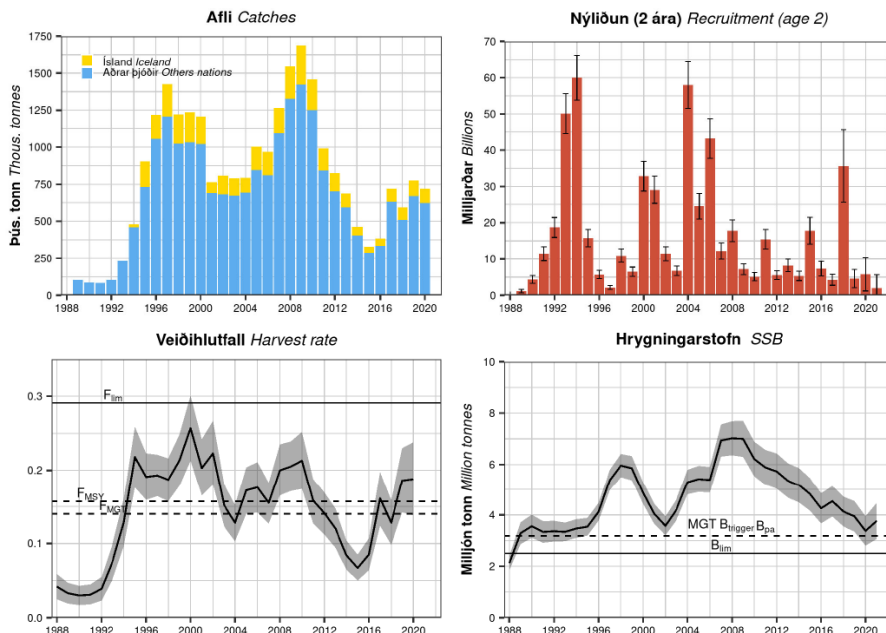 Afli Catches
Þús. tonn Thous. tonnes
1750
1500
1250
1000
750
500
250
0
Ísland Iceland
Aðrar þjóðir Others nations
1988 1992 1996 2000 2004 2008 2012 2016 2020
Nýliðun (2 ára) Recruitment (age 2)
Milljarðar Billions
70
60
50
40
30
20
10
0
1988 1992 1996 2000 2004 2008 2012 2016 2020
Veiðihlutfall Harvest rate
0.3
0.2
0.1
0.0
Flim
FMSY
FMGT
1988 1992 1996 2000 2004 2008 2012 2016 2020
Hrygningarstofn SSB
Milljón tonn Million tonnes
10
8
6
4
2
0
MGT Btrigger Bpa
Blim
1988 1992 1996 2000 2004 2008 2012 2016 2020